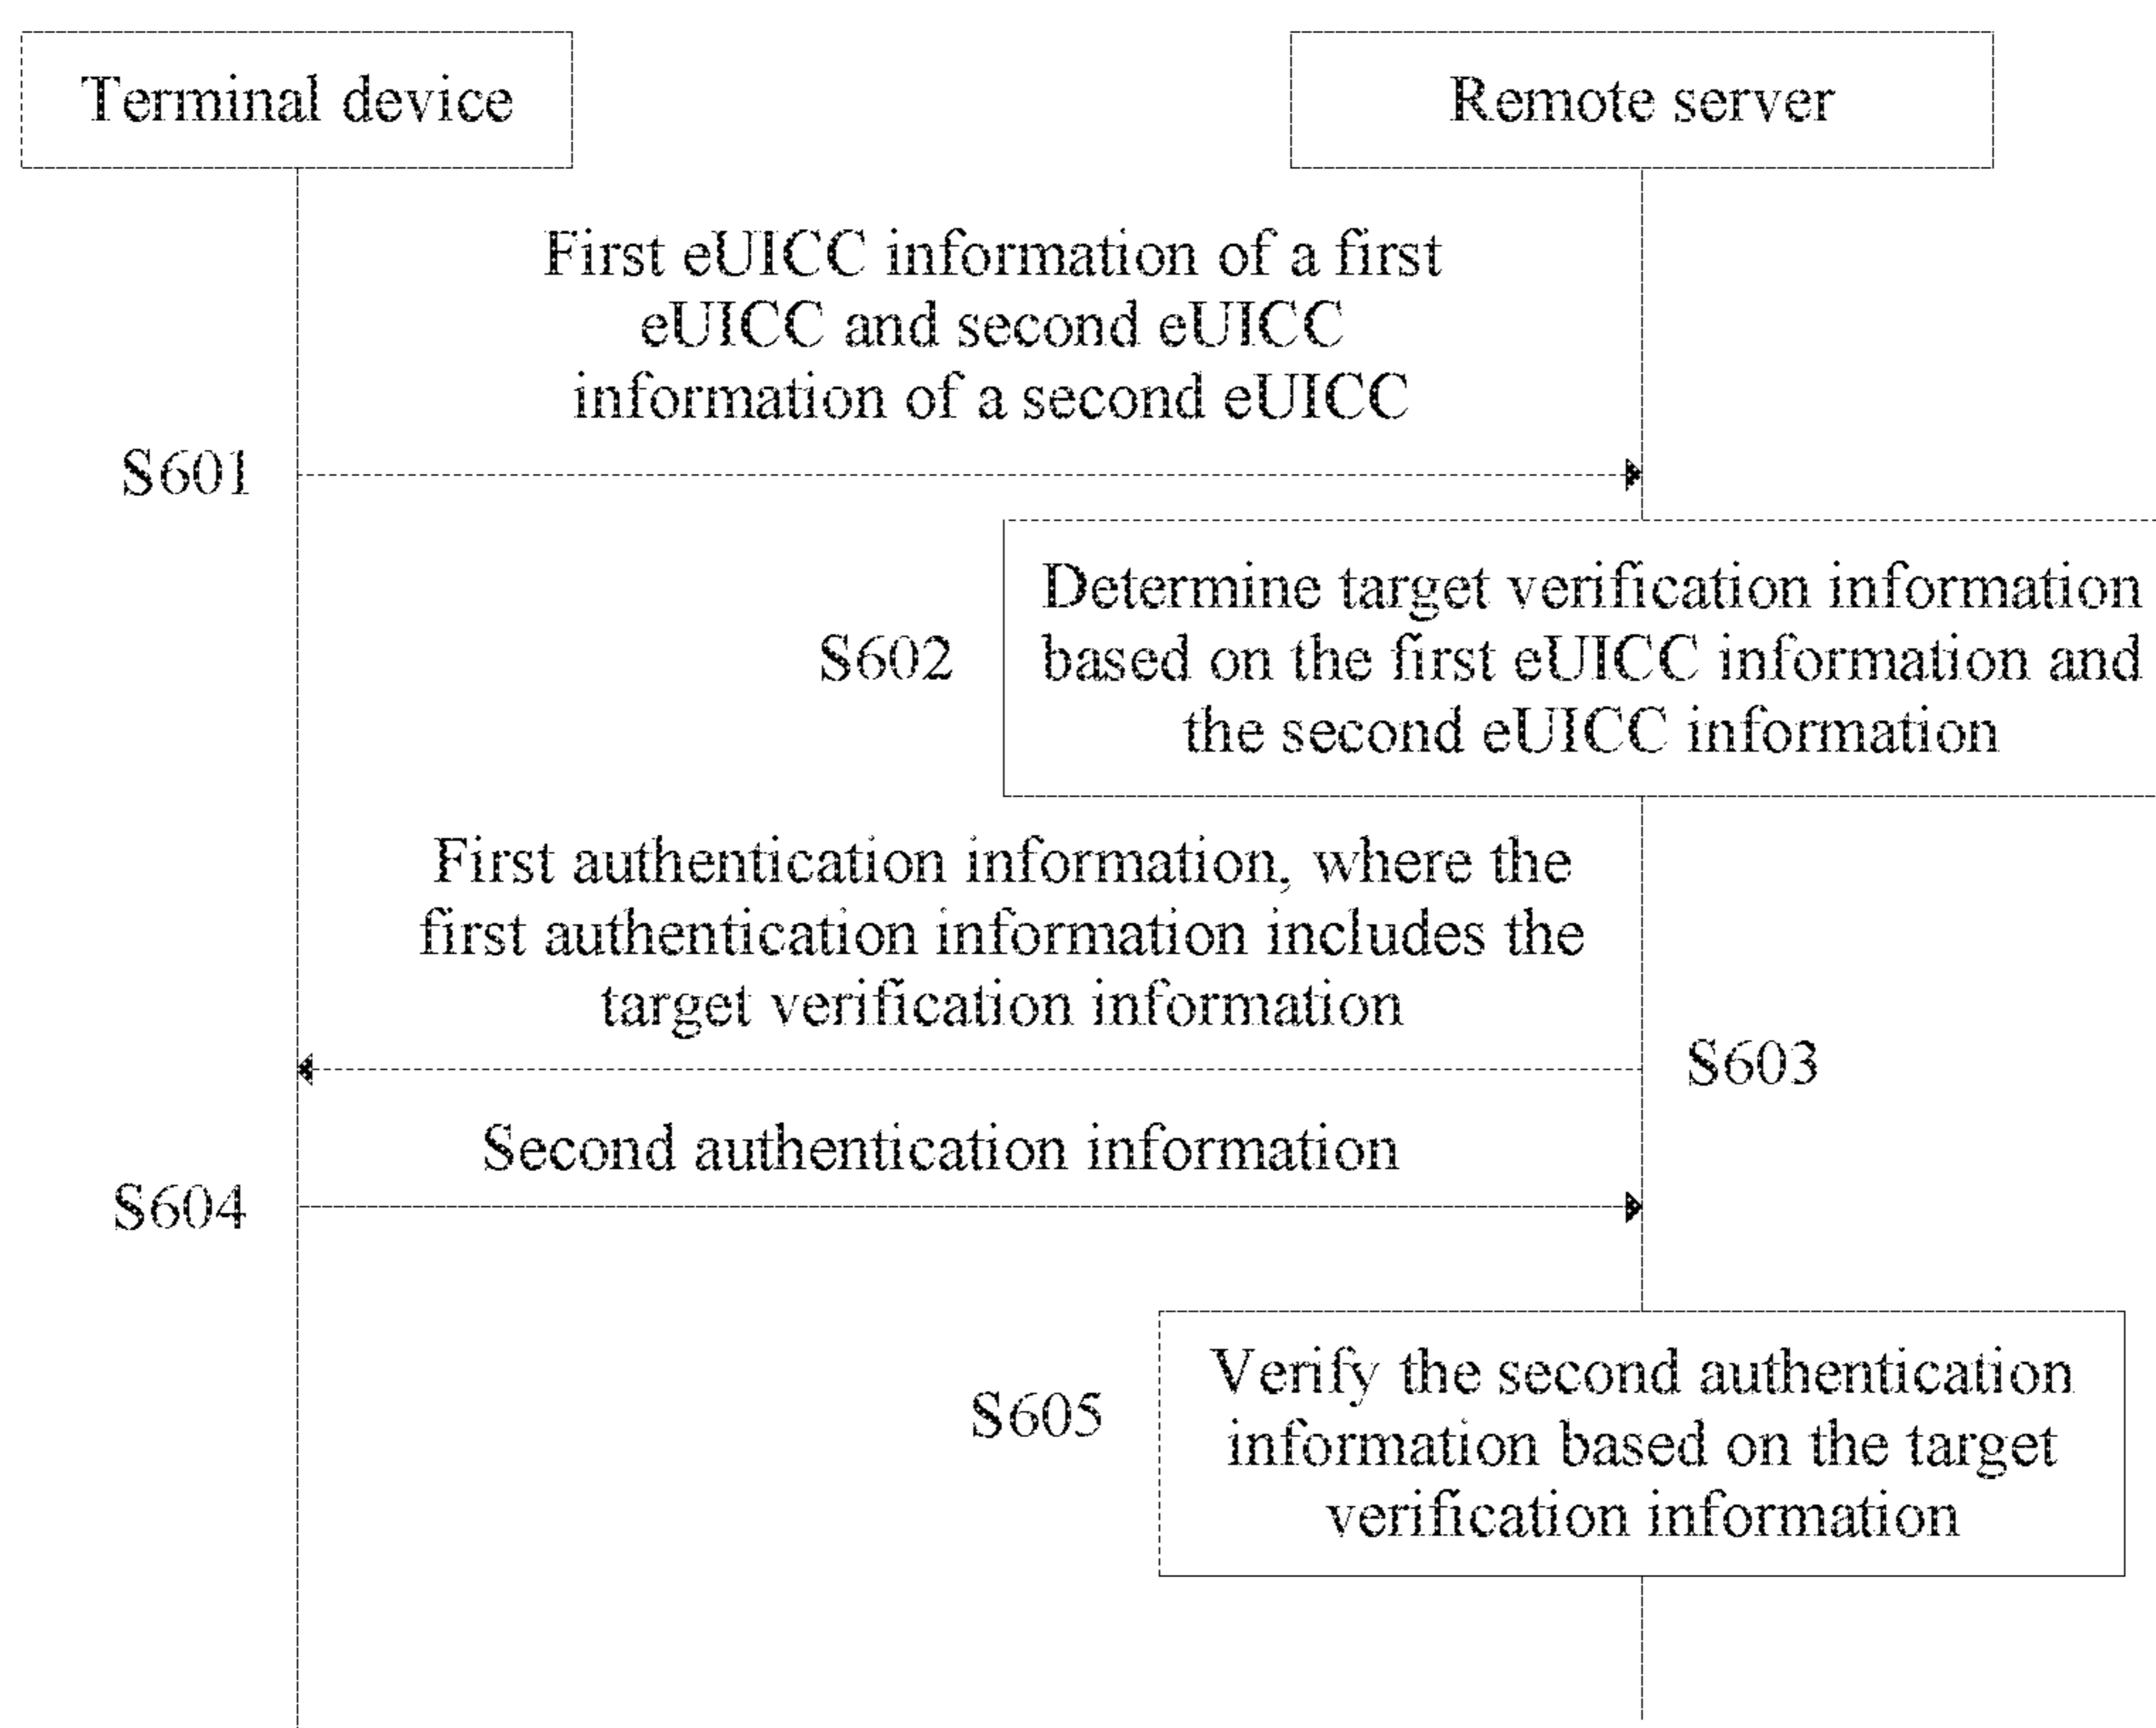 Terminal device
Remote server
First eUICC information of a first
eUICC and second eUICC
information of a second eUICC
S601
Determine target verification information
based on the first eUICC information and
the second eUICC information
S602
First authentication information, where the
first authentication information includes the
target verification information
S603
Second authentication information
S604
Verify the second authentication
information based on the target
verification information
S605